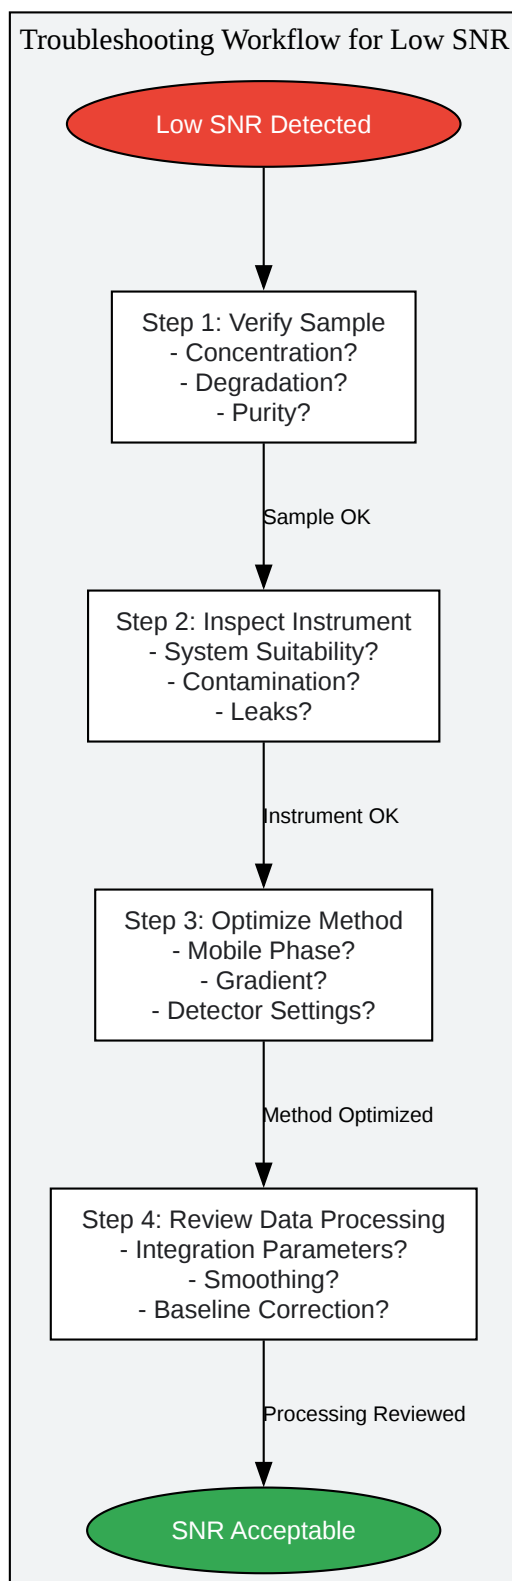 Troubleshooting Workflow for Low SNR
Low SNR Detected
Step 1: Verify Sample
- Concentration?
- Degradation?
- Purity?
Sample OK
Step 2: Inspect Instrument
- System Suitability?
- Contamination?
- Leaks?
Instrument OK
Step 3: Optimize Method
- Mobile Phase?
- Gradient?
- Detector Settings?
Method Optimized
Step 4: Review Data Processing
- Integration Parameters?
- Smoothing?
- Baseline Correction?
Processing Reviewed
SNR Acceptable